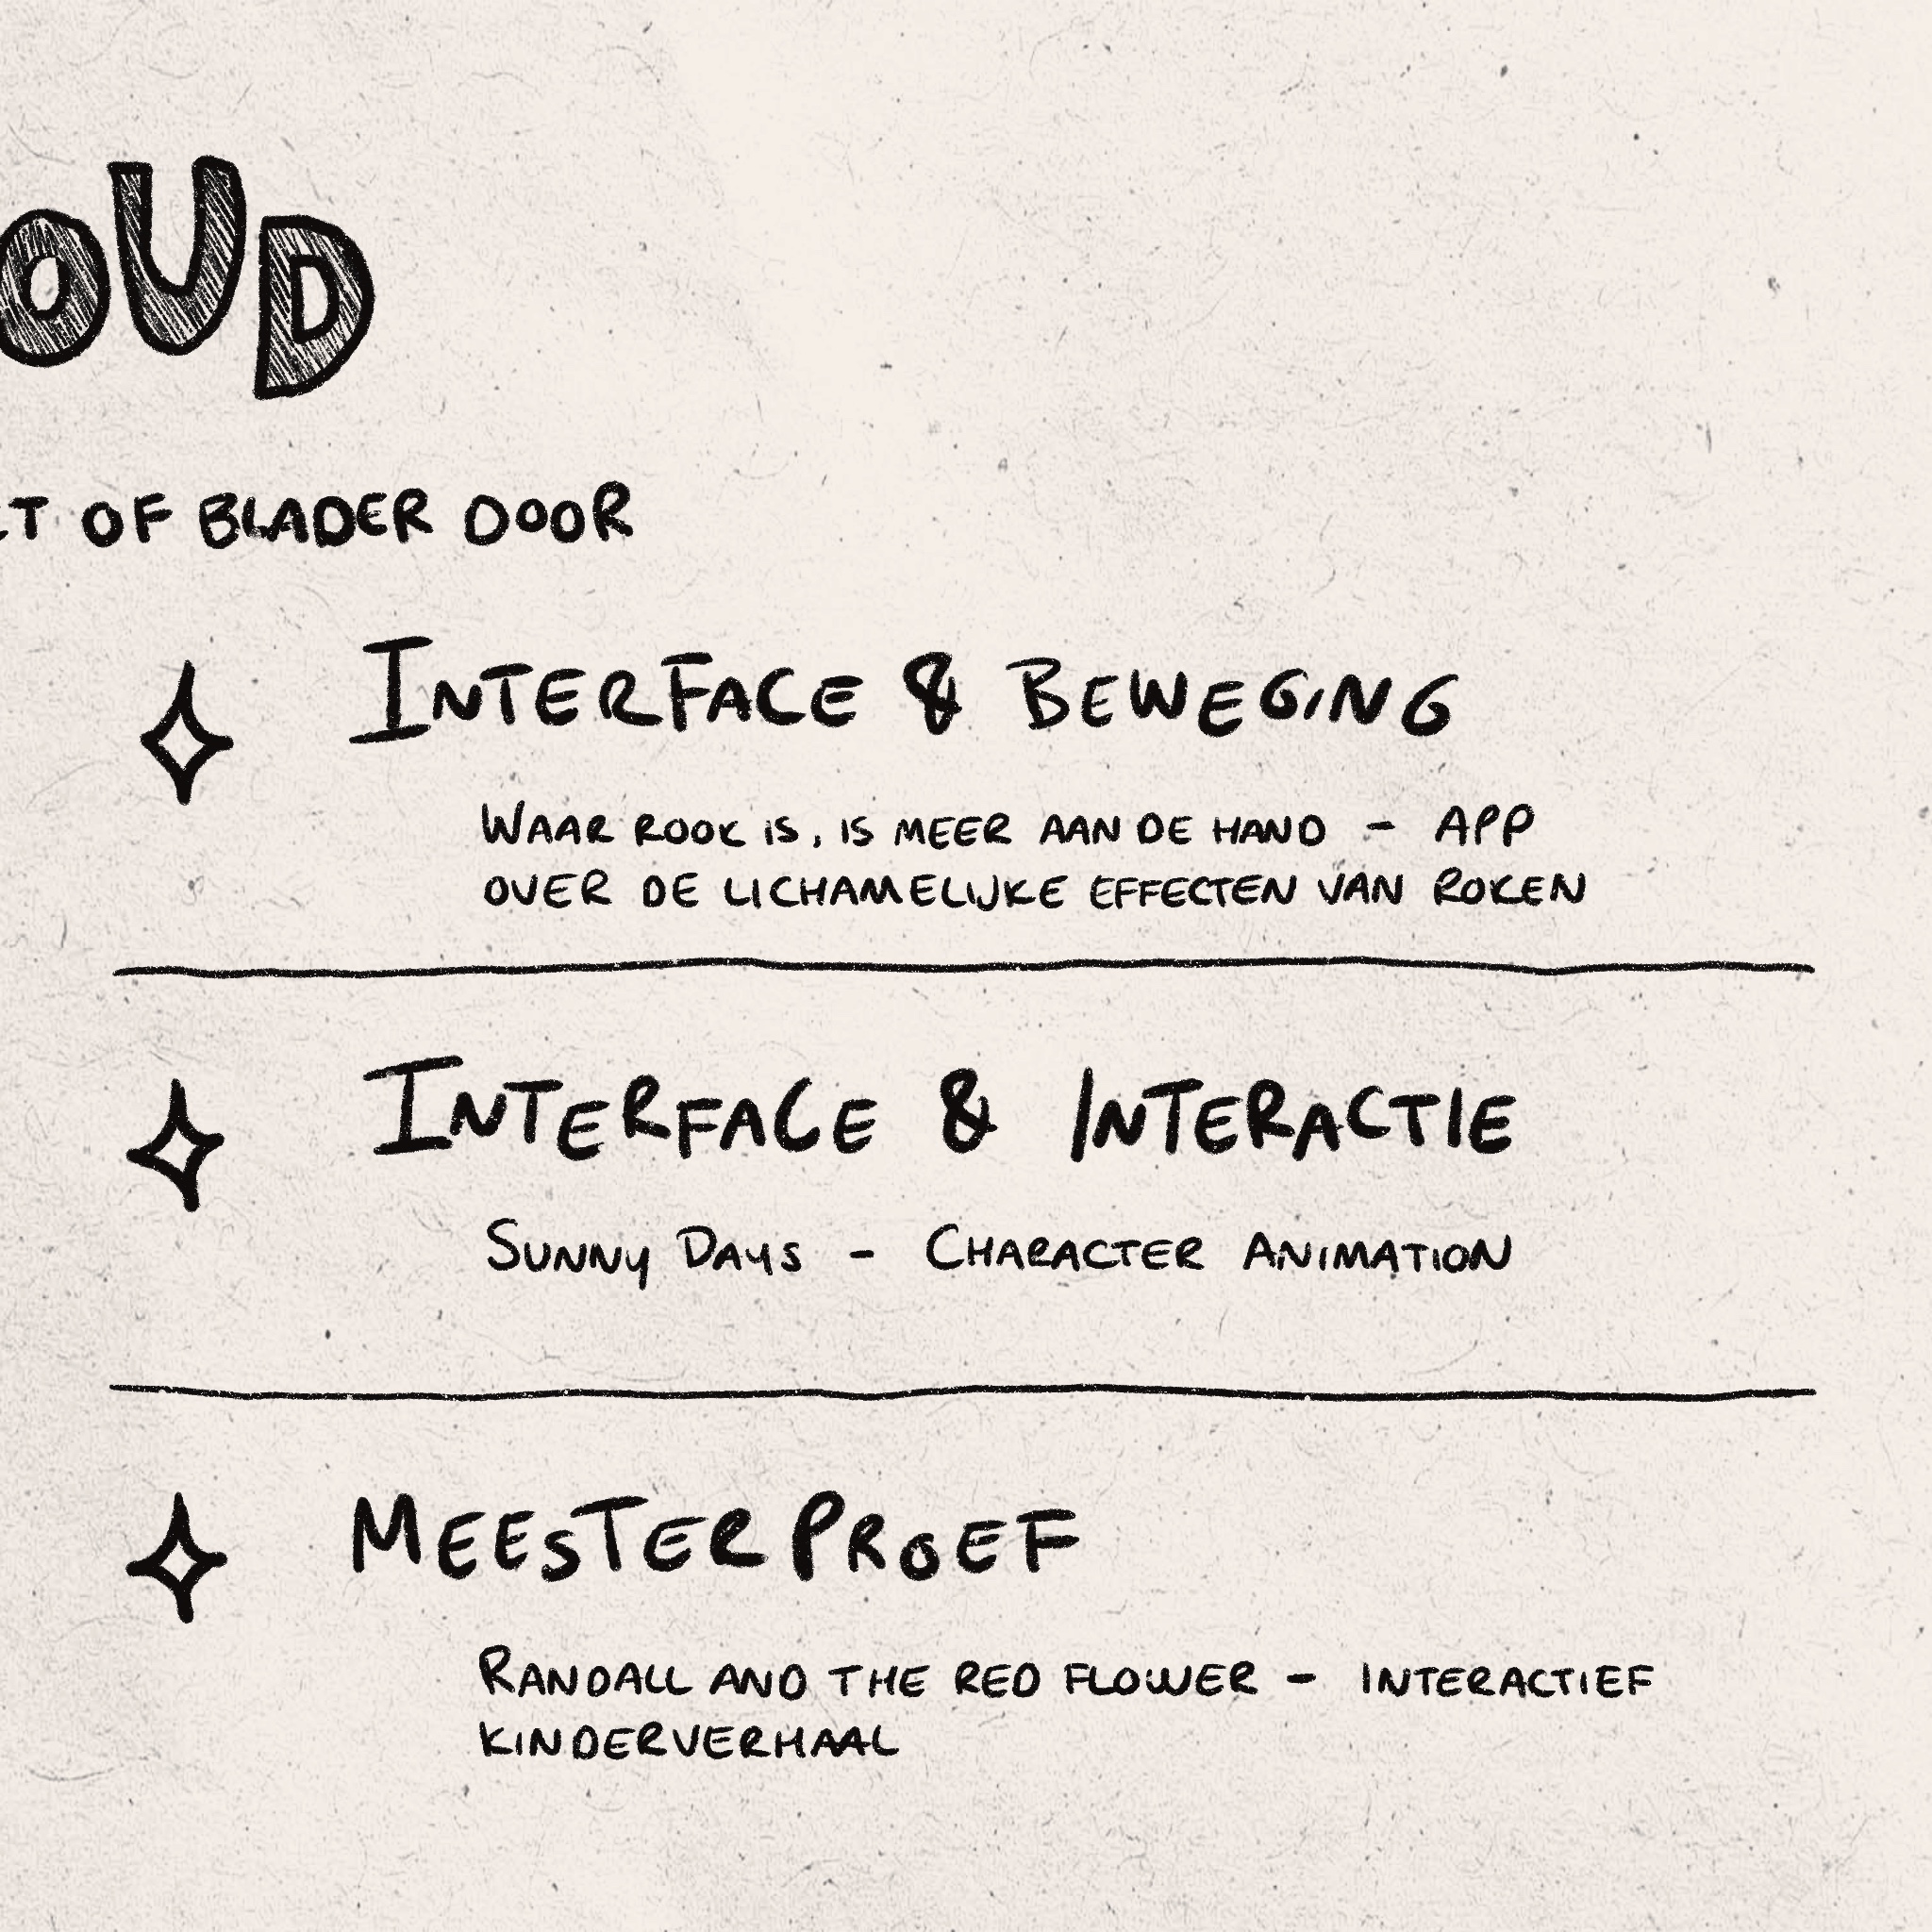 OUD
T OF BLADER DOOR
INTERFACE & BEWEGING
WAAR ROOK IS, IS MEER AAN DE HAND - APP
OVER DE LICHAMELIJKE EFFECTEN VAN ROKEN
INTERFACE & INTERACTIE
SUNNY DAYS - CHARACTER ANIMATION
MEESTERPROEF
RANDALL AND THE RED FLOWER - INTERACTIEF
KINDERVERHAAL